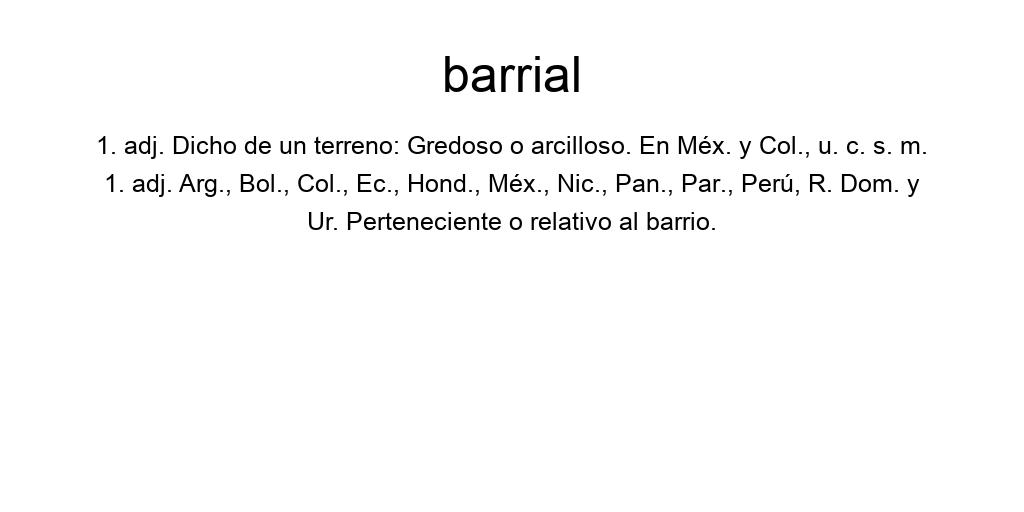 barrial
1. adj. Dicho de un terreno: Gredoso o arcilloso. En Méx. y Col., u. c. s. m.
1. adj. Arg., Bol., Col., Ec., Hond., Méx., Nic., Pan., Par., Perú, R. Dom. y
Ur. Perteneciente o relativo al barrio.